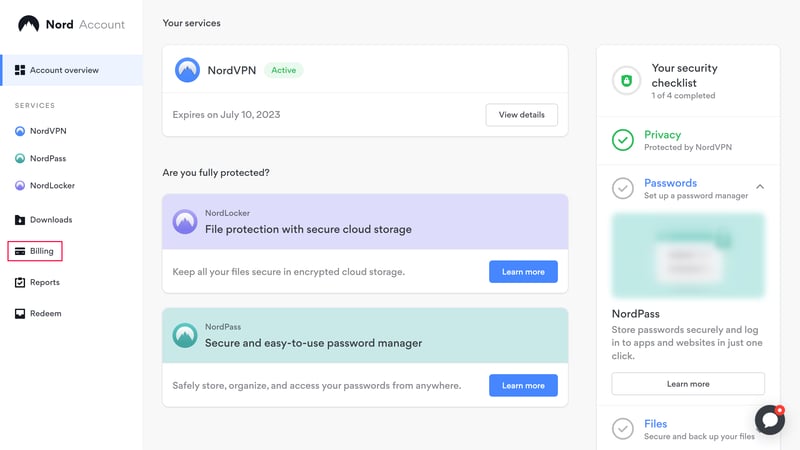 Nord Account
Account overview
SERVICES
NordVPN
NordPass
NordLocker
Downloads
Billing
Reports
Redeem
Your services
NordVPN Active
Expires on July 10, 2023
View details
Are you fully protected?
NordLocker
File protection with secure cloud storage
Keep all your files secure in encrypted cloud storage.
Learn more
NordPass
Secure and easy-to-use password manager
Safely store, organize, and access your passwords from anywhere.
Learn more
Your security
checklist
1 of 4 completed
Privacy
Protected by NordVPN
Passwords
Set up a password manager
NordPass
Store passwords securely and log
in to apps and websites in just one
click.
Learn more
Files
Secure and back up your files